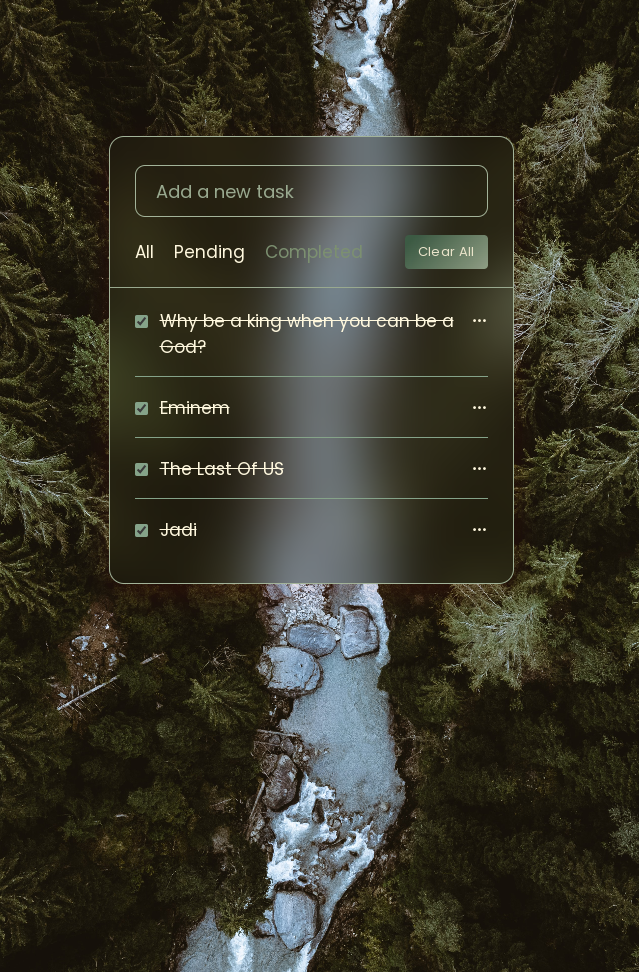 Add a new task
All Pending Completed Clear All
Why be a king when you can be a
God?
Eminem
The Last Of US
Jadi